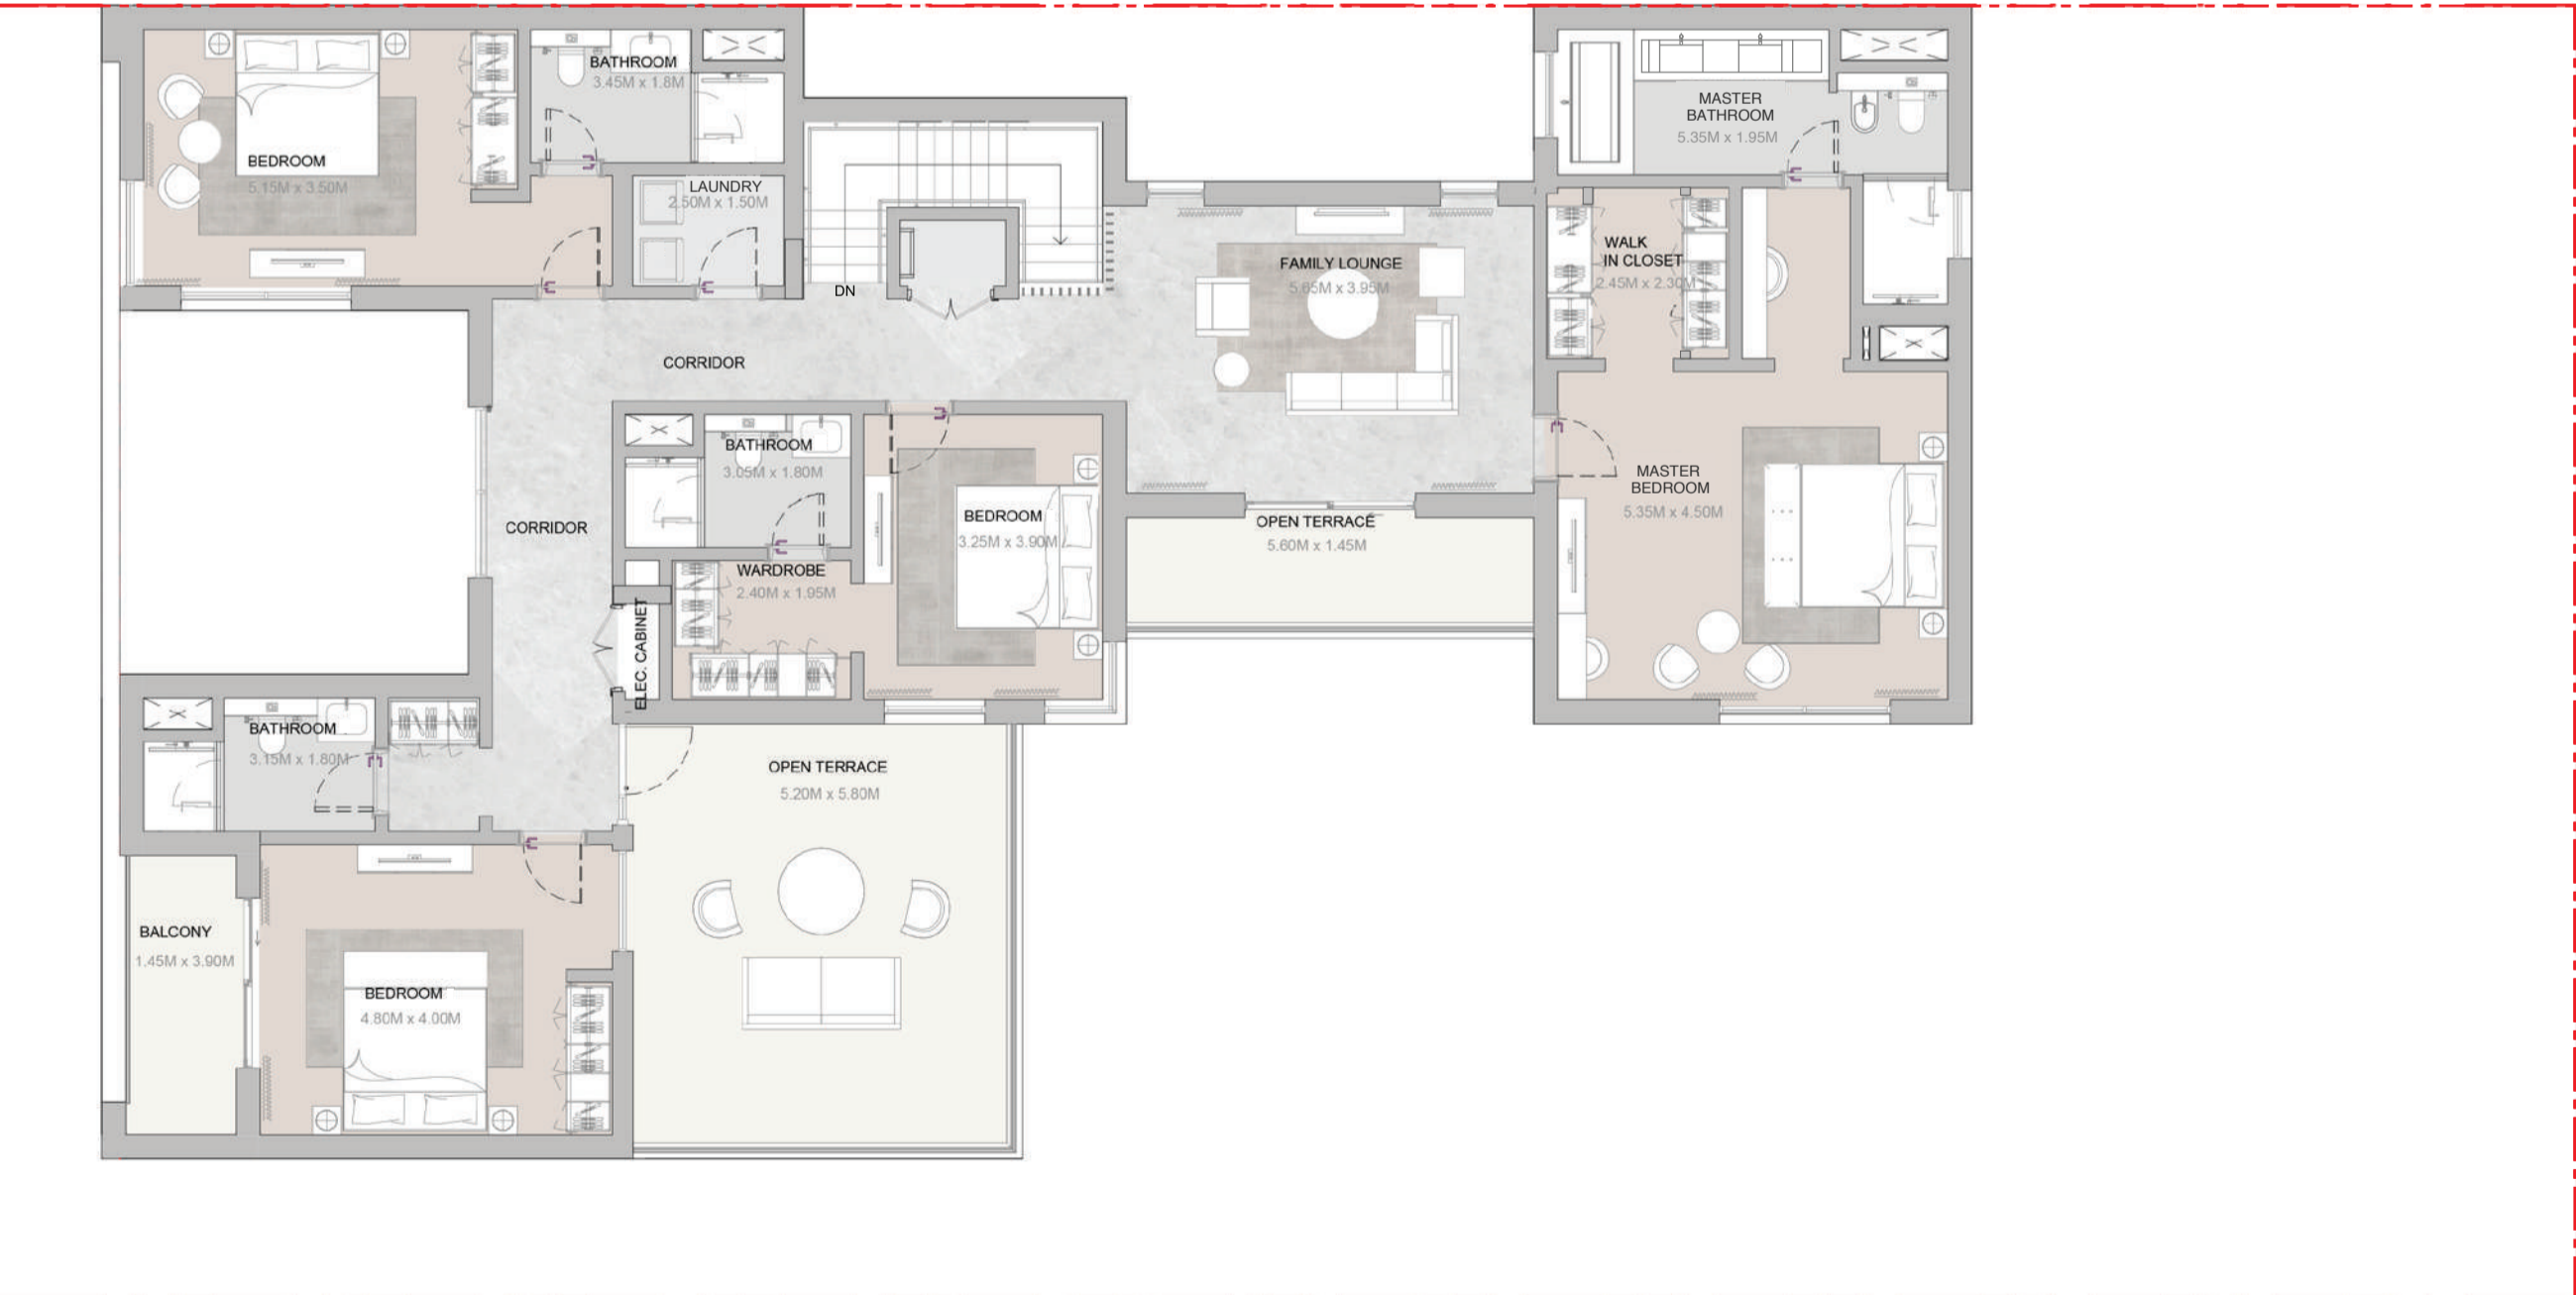 BATHROOM
3.45M x 1.8M
BEDROOM
5.15M x 3.50M
LAUNDRY
2.50M x 1.50M
DN
MASTER
BATHROOM
5.35M x 1.95M
WALK
IN CLOSET
2.45M x 2.30M
FAMILY LOUNGE
5.65M x 3.95M
CORRIDOR
BATHROOM
3.05M x 1.80M
BEDROOM
3.25M x 3.90M
WARDROBE
2.40M x 1.95M
CORRIDOR
ELEC. CABINET
OPEN TERRACE
5.60M x 1.45M
MASTER
BEDROOM
5.35M x 4.50M
BATHROOM
3.15M x 1.80M
OPEN TERRACE
5.20M x 5.80M
BALCONY
1.45M x 3.90M
BEDROOM
4.80M x 4.00M